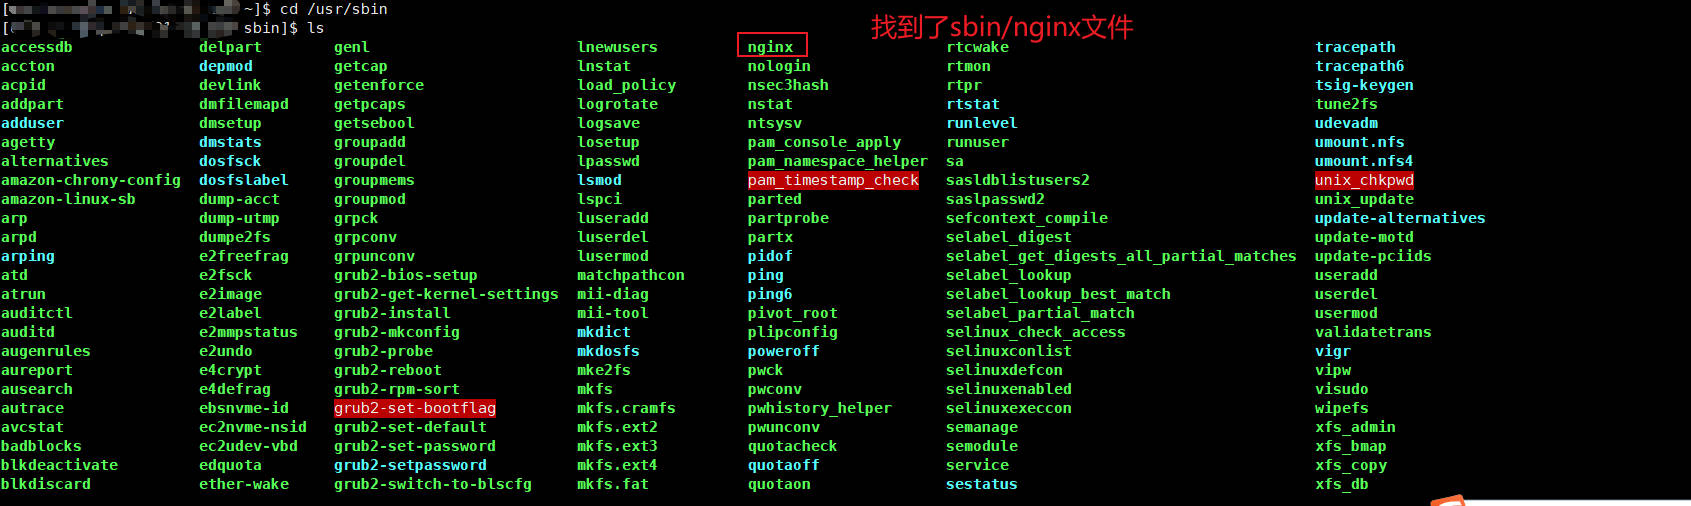 [ ~]$ cd /usr/sbin
[ sbin]$ ls
找到了sbin/nginx文件
accessdb delpart genl lnewusers nginx rtcwake tracepath
accton depmod getcap lnstat nologin rtmon tracepath6
acpid devlink getenforce load_policy nsec3hash rtpr tsig-keygen
addpart dmfilemapd getpcaps logrotate nstat rtstat tune2fs
adduser dmsetup getsebool logsave ntsysv runlevel udevadm
agetty dmstats groupadd losetup pam_console_apply runuser umount.nfs
alternatives dosfsck groupdel lpasswd pam_namespace_helper sa umount.nfs4
amazon-chrony-config dosfslabel groupmems lsmod pam_timestamp_check sasldblistusers2 unix_chkpwd
amazon-linux-sb dump-acct groupmod lspci parted saslpasswd2 unix_update
arp dump-utmp grpck luseradd partprobe sefcontext_compile update-alternatives
arpd dumpe2fs grpconv luserdel partx selabel_digest update-motd
arping e2freefrag grpunconv lusermod pidof selabel_get_digests_all_partial_matches update-pciids
atd e2fsck grub2-bios-setup matchpathcon ping selabel_lookup useradd
atrun e2image grub2-get-kernel-settings mii-diag ping6 selabel_lookup_best_match userdel
auditctl e2label grub2-install mii-tool pivot_root selabel_partial_match usermod
auditd e2mmpstatus grub2-mkconfig mkdict plipconfig selinux_check_access validatetrans
augenrules e2undo grub2-probe mkdosfs poweroff selinuxconlist vigr
aureport e4crypt grub2-reboot mke2fs pwck selinuxdefcon vipw
ausearch e4defrag grub2-rpm-sort mkfs pwconv selinuxenabled visudo
autrace ebsnvme-id grub2-set-bootflag mkfs.cramfs pwhistory_helper selinuxexeccon wipefs
avcstat ec2nvme-nsid grub2-set-default mkfs.ext2 pwunconv semanage xfs_admin
badblocks ec2udev-vbd grub2-set-password mkfs.ext3 quotacheck semodule xfs_bmap
blkdeactivate edquota grub2-setpassword mkfs.ext4 quotaoff service xfs_copy
blkdiscard ether-wake grub2-switch-to-blscfg mkfs.fat quotaon sestatus xfs_db